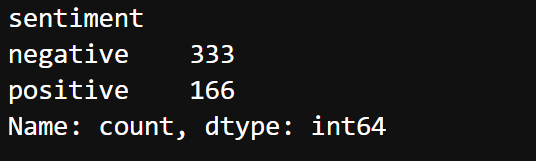 sentiment
negative    333
positive    166
Name: count, dtype: int64